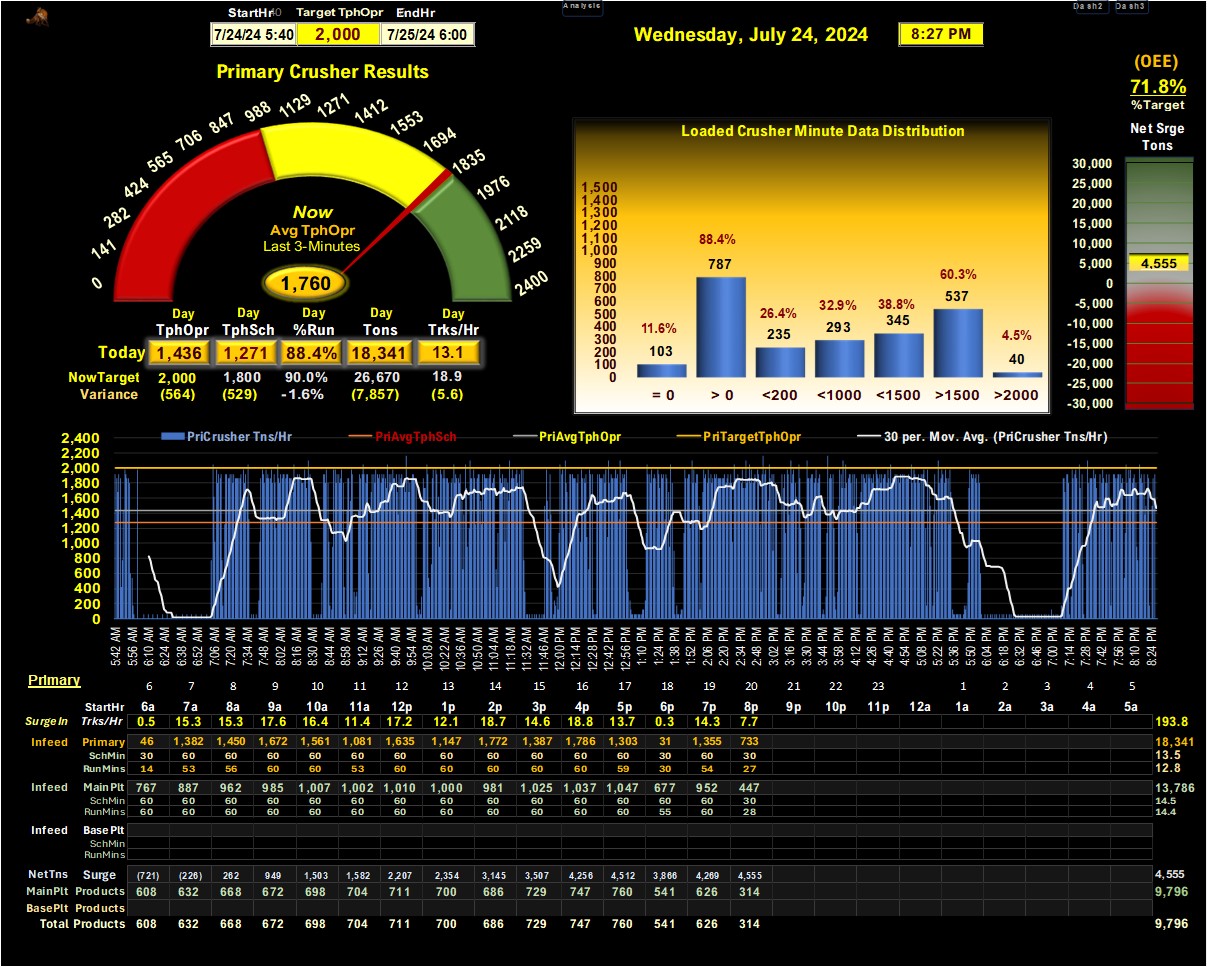 StartHr40 Target TphOpr EndHr
7/24/24 5:40 2,000 7/25/24 6:00
Analysis
Dash2 Dash3
Wednesday, July 24, 2024 8:27 PM
(OEE)
71.8%
%Target
Net Srge
Tons
30,000
25,000
20,000
15,000
10,000
5,000
0
-5,000
-10,000
-15,000
-20,000
-25,000
-30,000
4,555
Primary Crusher Results
0 141 282 424 565 706 847 988 1129 1271 1412 1553 1694 1835 1976 2118 2259 2400
Now
Avg TphOpr
Last 3-Minutes
1,760
Day Day Day Day Day
TphOpr TphSch %Run Tons Trks/Hr
Today 1,436 1,271 88.4% 18,341 13.1
NowTarget 2,000 1,800 90.0% 26,670 18.9
Variance (564) (529) -1.6% (7,857) (5.6)
Loaded Crusher Minute Data Distribution
1,500
1,400
1,300
1,200
1,100
1,000
900
800
700
600
500
400
300
200
100
0
11.6% 88.4% 26.4% 32.9% 38.8% 60.3% 4.5%
103 787 235 293 345 537 40
= 0 > 0 <200 <1000 <1500 >1500 >2000
PriCrusher Tns/Hr PriAvgTphSch PriAvgTphOpr PriTargetTphOpr 30 per. Mov. Avg. (PriCrusher Tns/Hr)
2,400
2,200
2,000
1,800
1,600
1,400
1,200
1,000
800
600
400
200
0
5:42 AM 5:56 AM 6:10 AM 6:24 AM 6:38 AM 6:52 AM 7:06 AM 7:20 AM 7:34 AM 7:48 AM 8:02 AM 8:16 AM 8:30 AM 8:44 AM 8:58 AM 9:12 AM 9:26 AM 9:40 AM 9:54 AM 10:08 AM 10:22 AM 10:36 AM 10:50 AM 11:04 AM 11:18 AM 11:32 AM 11:46 AM 12:00 PM 12:14 PM 12:28 PM 12:42 PM 12:56 PM 1:10 PM 1:24 PM 1:38 PM 1:52 PM 2:06 PM 2:20 PM 2:34 PM 2:48 PM 3:02 PM 3:16 PM 3:30 PM 3:44 PM 3:58 PM 4:12 PM 4:26 PM 4:40 PM 4:54 PM 5:08 PM 5:22 PM 5:36 PM 5:50 PM 6:04 PM 6:18 PM 6:32 PM 6:46 PM 7:00 PM 7:14 PM 7:28 PM 7:42 PM 7:56 PM 8:10 PM 8:24 PM
Primary
6 7 8 9 10 11 12 13 14 15 16 17 18 19 20 21 22 23 1 2 3 4 5
StartHr 6a 7a 8a 9a 10a 11a 12p 1p 2p 3p 4p 5p 6p 7p 8p 9p 10p 11p 12a 1a 2a 3a 4a 5a
SurgeIn Trks/Hr 0.5 15.3 15.3 17.6 16.4 11.4 17.2 12.1 18.7 14.6 18.8 13.7 0.3 14.3 7.7 193.8
Infeed Primary 46 1,382 1,450 1,672 1,561 1,081 1,635 1,147 1,772 1,387 1,786 1,303 31 1,355 733 18,341
SchMin 30 60 60 60 60 60 60 60 60 60 60 60 30 60 30 13.5
RunMins 14 53 56 60 60 53 60 60 60 60 60 59 30 54 27 12.8
Infeed MainPlt 767 887 962 985 1,007 1,002 1,010 1,000 981 1,025 1,037 1,047 677 952 447 13,786
SchMin 60 60 60 60 60 60 60 60 60 60 60 60 60 60 30 14.5
RunMins 60 60 60 60 60 60 60 60 60 60 60 60 55 60 28 14.4
Infeed Base Plt
SchMin
RunMins
NetTns Surge (721) (226) 262 949 1,503 1,582 2,207 2,354 3,145 3,507 4,256 4,512 3,866 4,269 4,555 4,555
MainPlt Products 608 632 668 672 698 704 711 700 686 729 747 760 541 626 314 9,796
BasePlt Products
Total Products 608 632 668 672 698 704 711 700 686 729 747 760 541 626 314 9,796